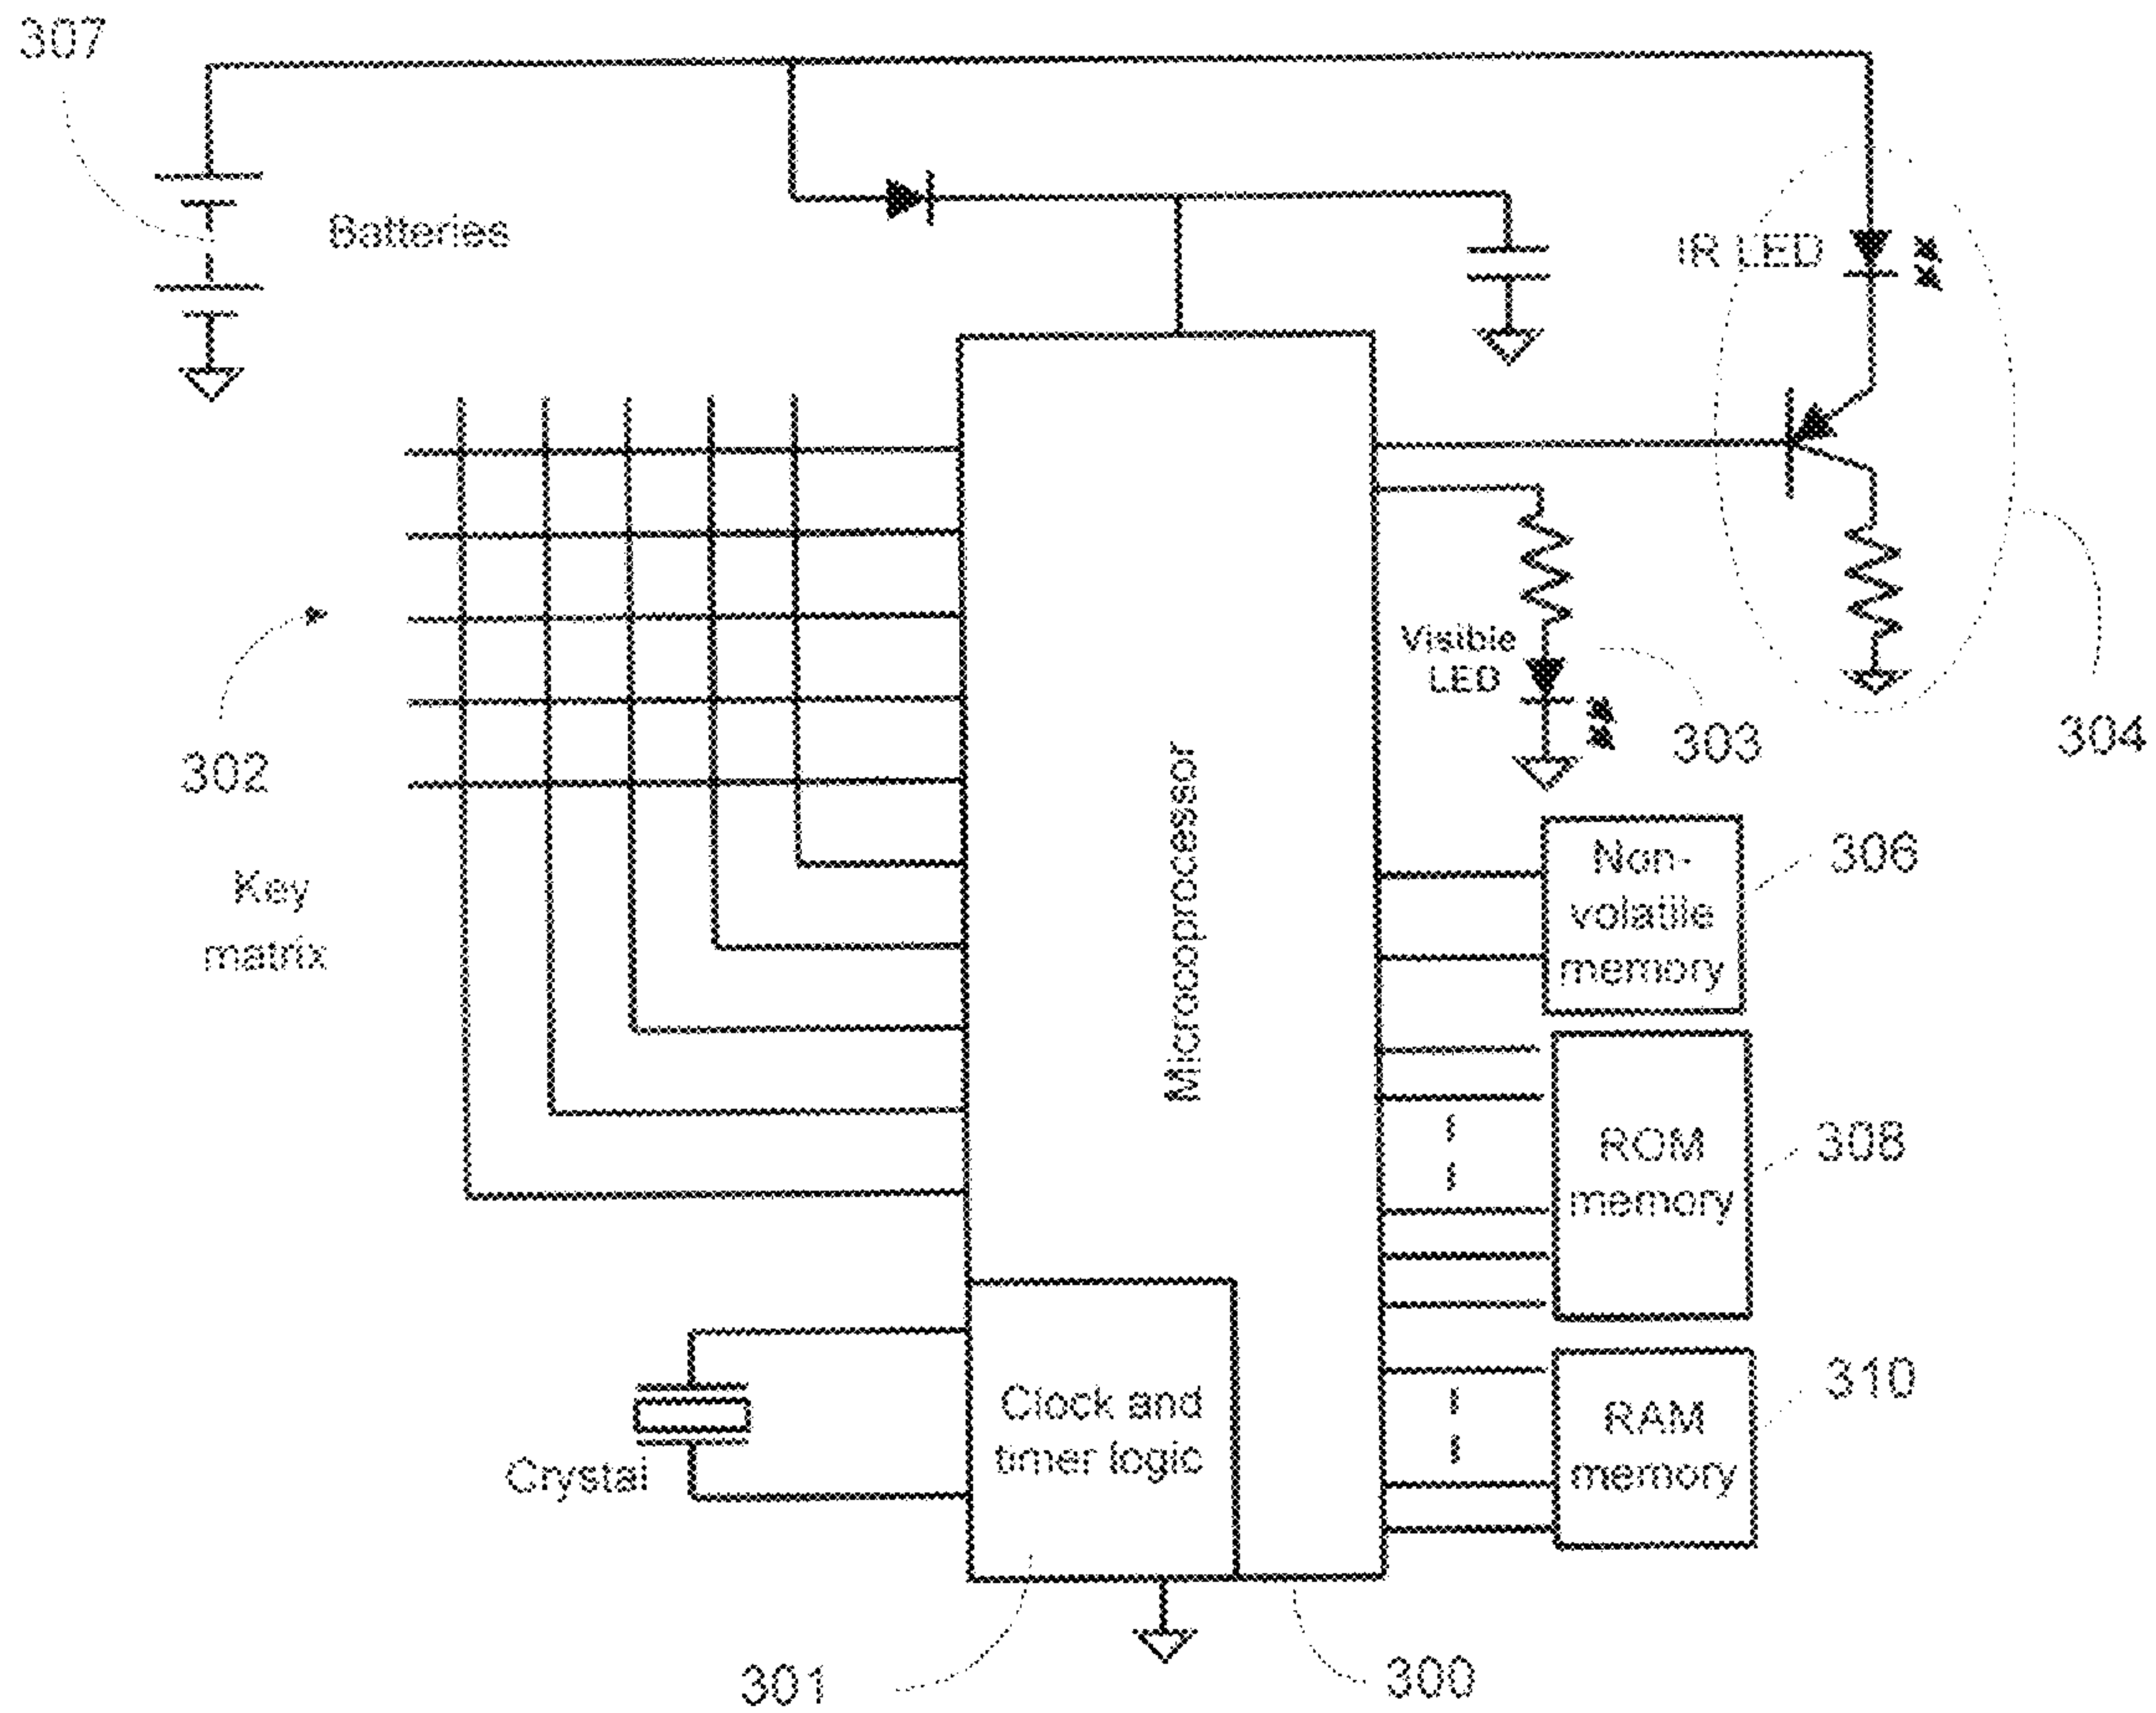 307
Batteries
IR LED
Visible
LED
303
304
302
Key
matrix
Microcoprocessor
Non-
volatile
memory
306
ROM
memory
308
RAM
memory
310
Clock and
timer logic
Crystal
301
300